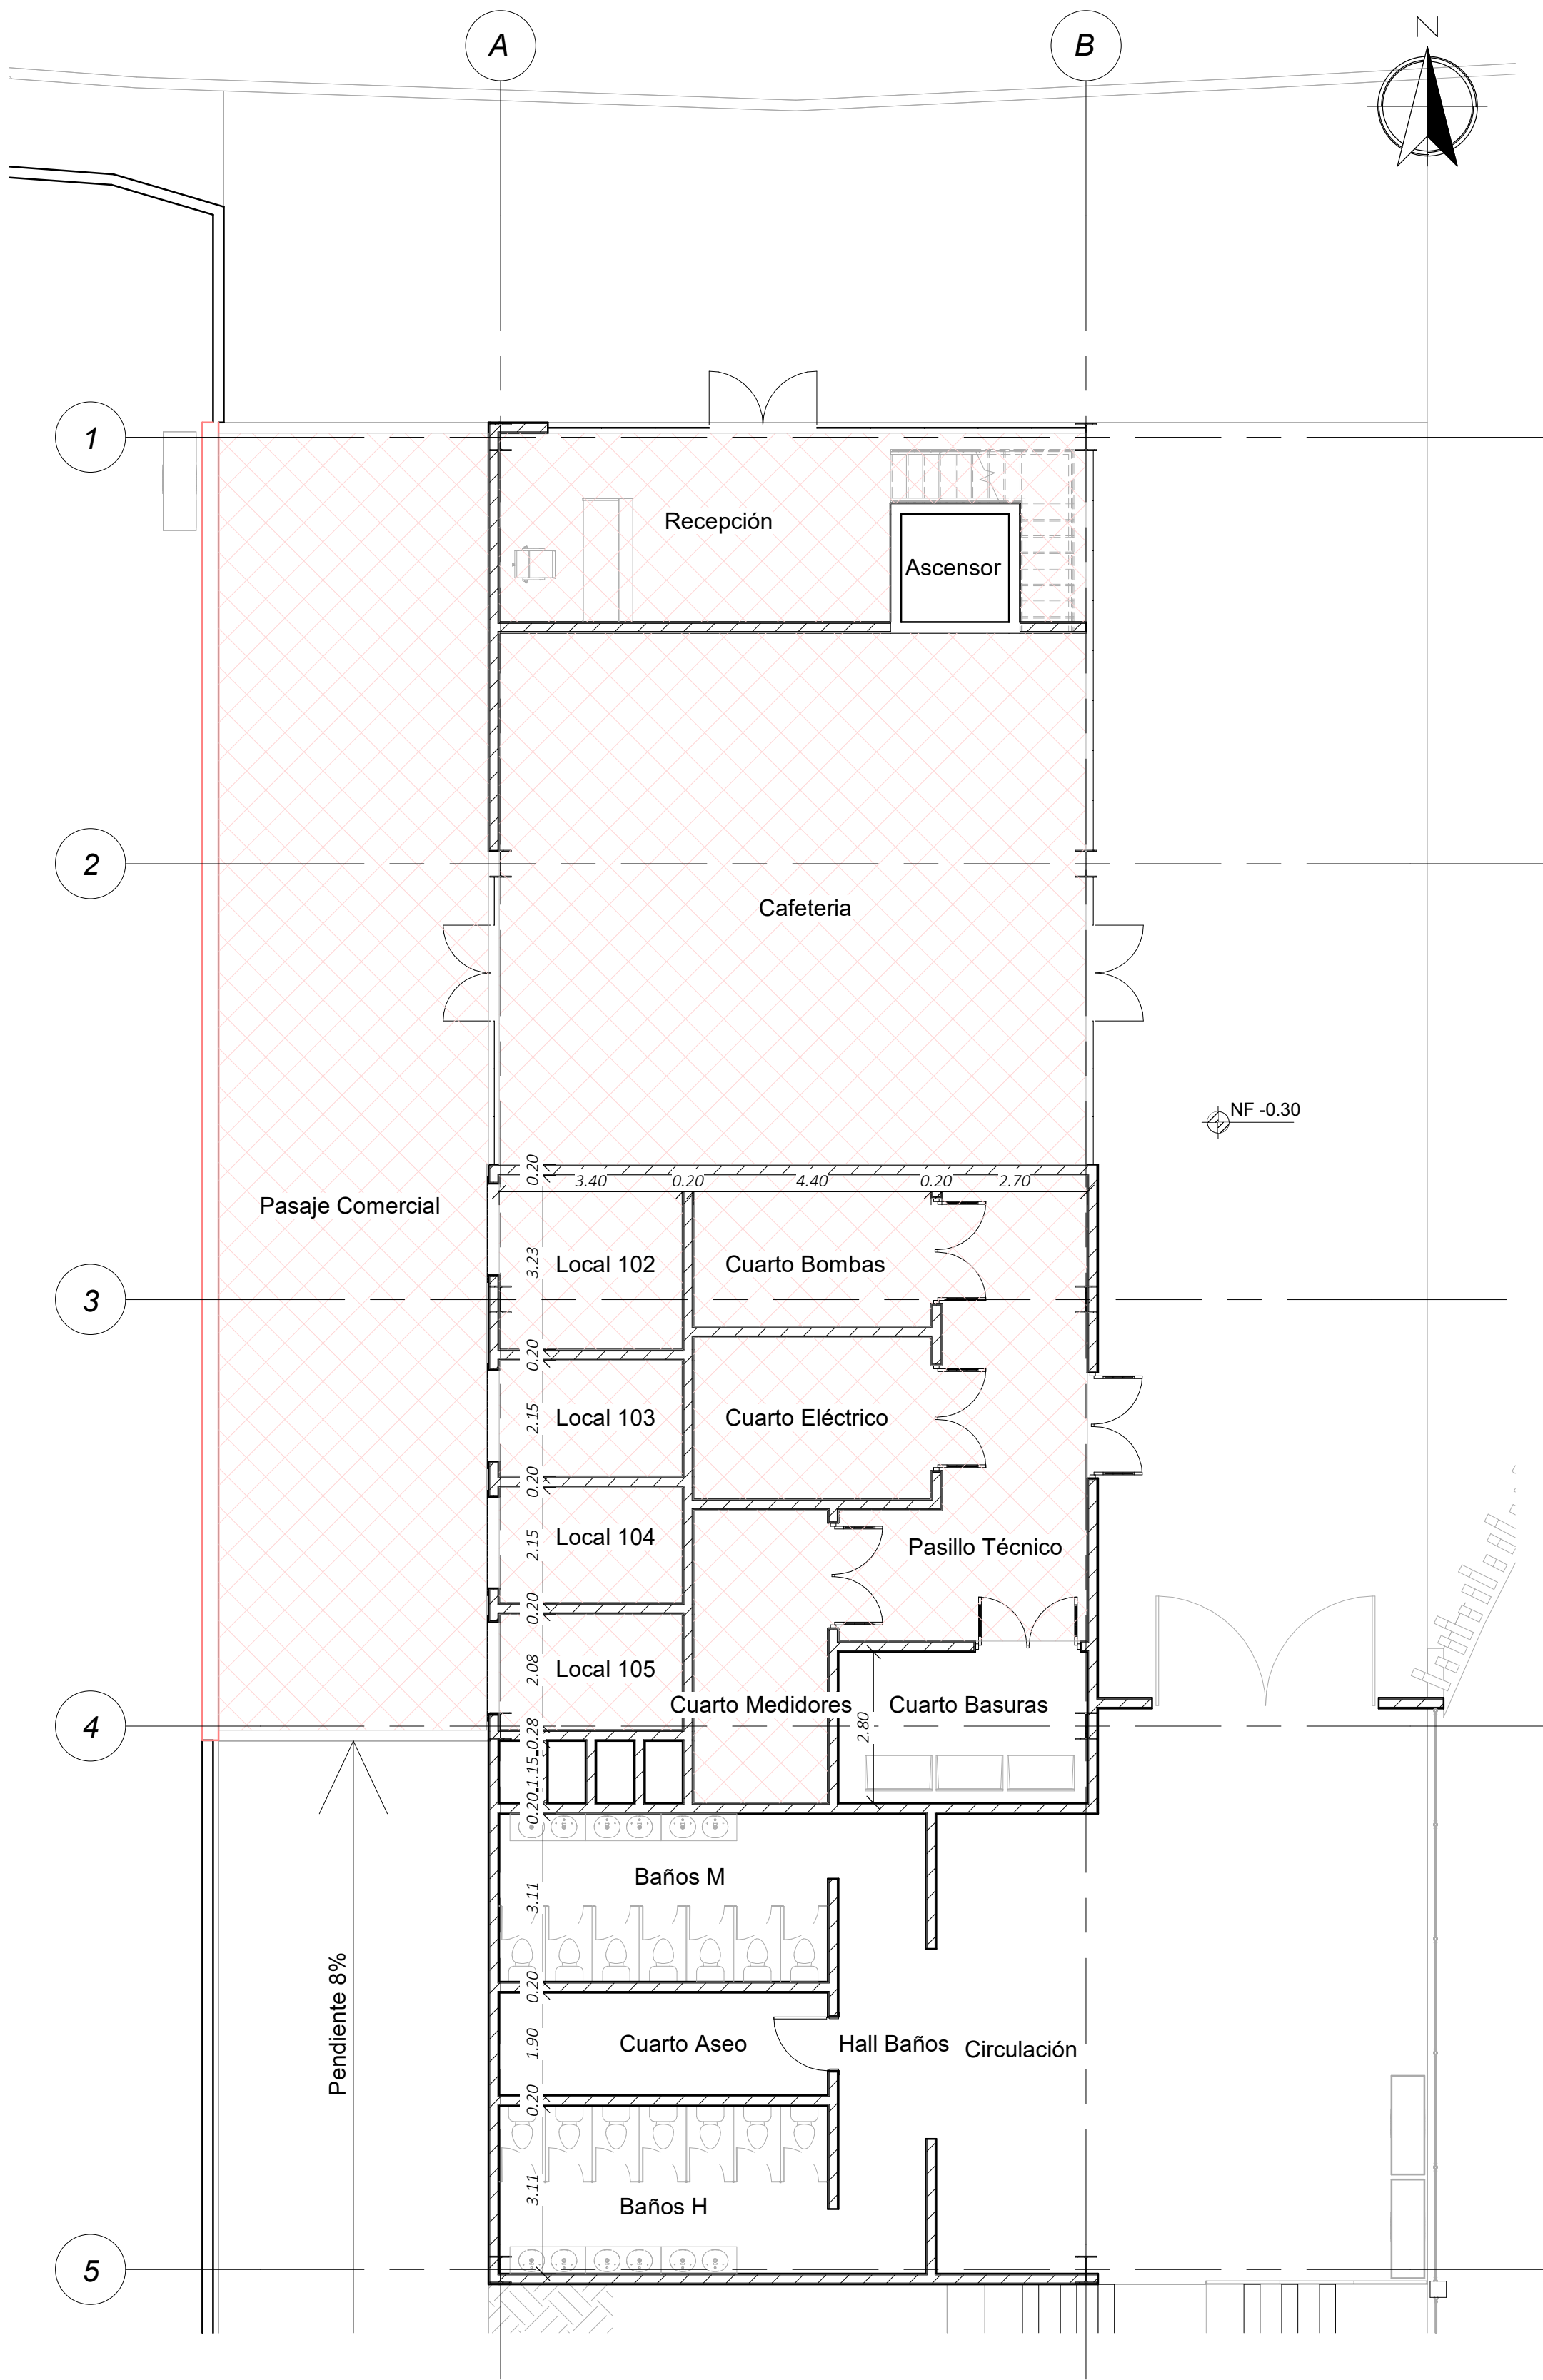 A
B
N
1
Recepción
Ascensor
2
Cafeteria
NF -0.30
0.20
3.40
0.20
4.40
0.20
2.70
Pasaje Comercial
3.23
Local 102
Cuarto Bombas
3
0.20
2.15
Local 103
Cuarto Eléctrico
0.20
2.15
Local 104
Pasillo Técnico
0.20
2.08
Local 105
Cuarto Medidores
Cuarto Basuras
4
0.28
2.80
1.15
0.20
Baños M
3.11
Pendiente 8%
0.20
1.90
Cuarto Aseo
Hall Baños
Circulación
0.20
3.11
Baños H
5